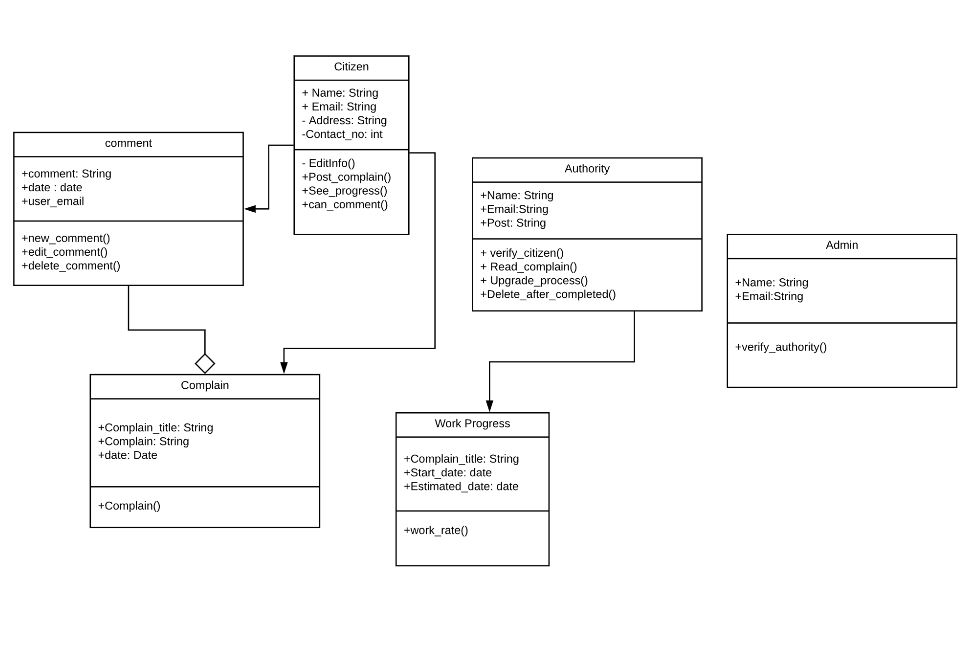 Citizen
+ Name: String
+ Email: String
- Address: String
-Contact_no: int
- EditInfo()
+Post_complain()
+See_progress()
+can_comment()
comment
+comment: String
+date : date
+user_email
+new_comment()
+edit_comment()
+delete_comment()
Authority
+Name: String
+Email:String
+Post: String
+ verify_citizen()
+ Read_complain()
+ Upgrade_process()
+Delete_after_completed()
Admin
+Name: String
+Email:String
+verify_authority()
Complain
+Complain_title: String
+Complain: String
+date: Date
+Complain()
Work Progress
+Complain_title: String
+Start_date: date
+Estimated_date: date
+work_rate()